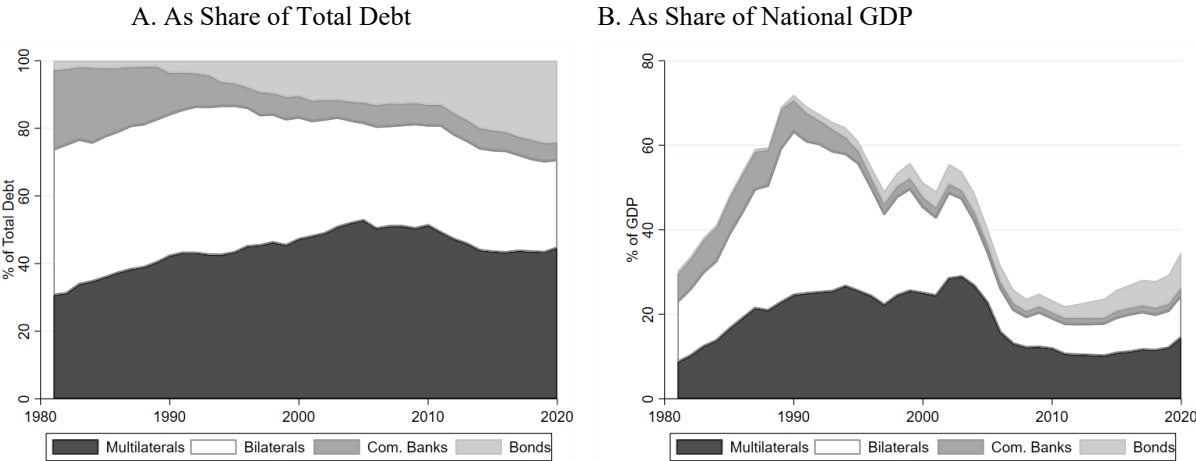 A. As Share of Total Debt
B. As Share of National GDP
% of Total Debt
0
20
40
60
80
100
1980
1990
2000
2010
2020
Multilaterals
Bilaterals
Com. Banks
Bonds
% of GDP
0
20
40
60
80
1980
1990
2000
2010
2020
Multilaterals
Bilaterals
Com. Banks
Bonds